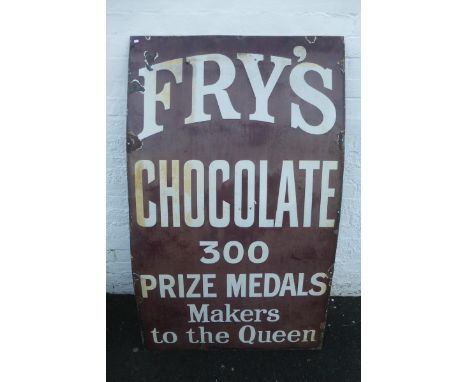 FRY'S
CHOCOLATE
300
PRIZE MEDALS
Makers
to the Queen